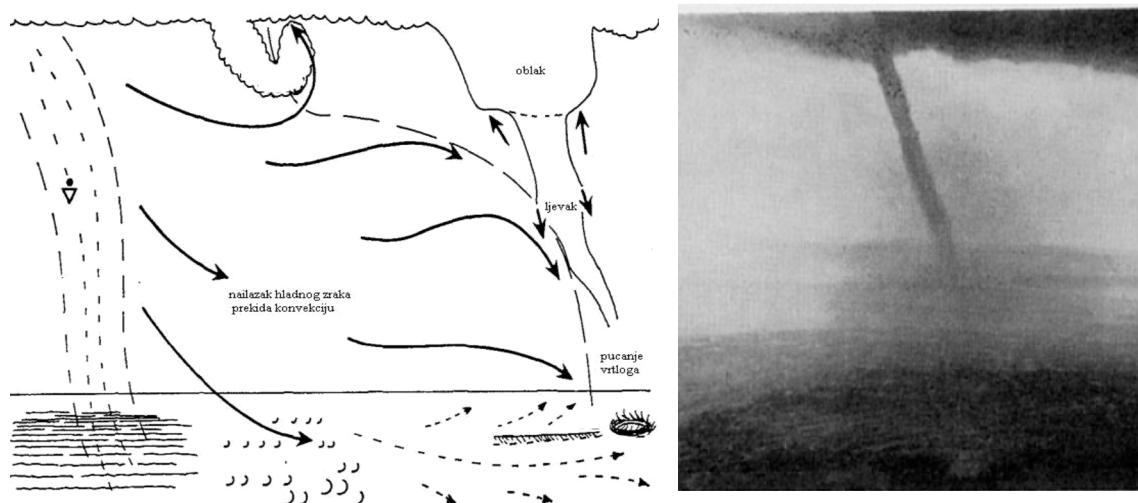 oblak
ljevak
nailazak hladnog zraka
prekida konvekciju
pucanje
vrtloga